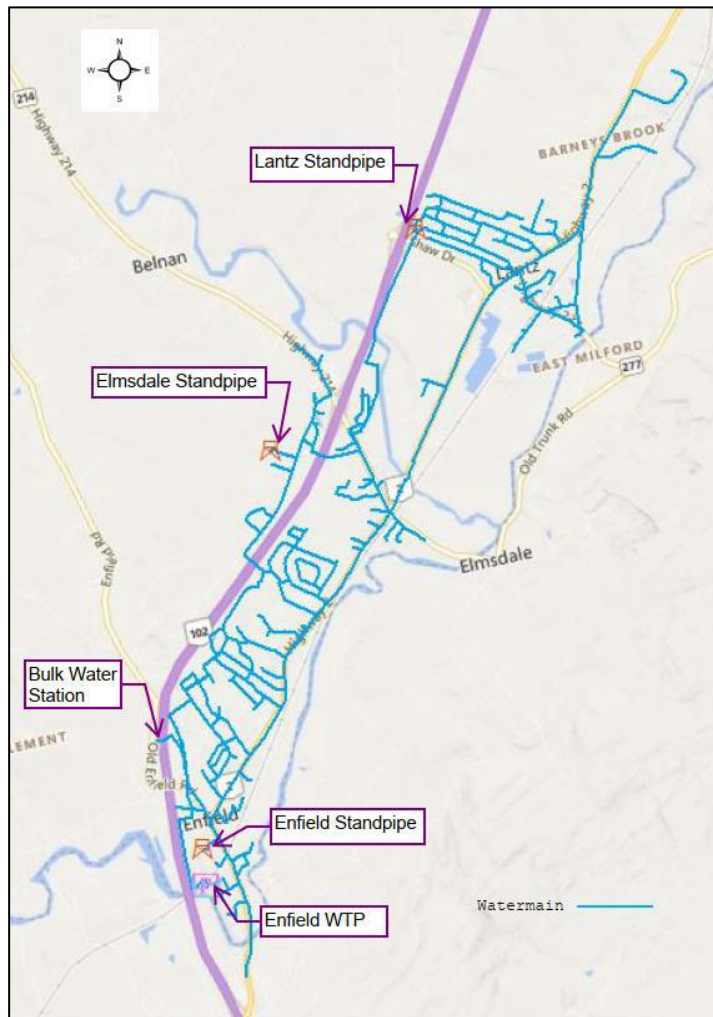 N
W E
S
214
Highway 214
BARNEYS BROOK
Lantz Standpipe
Highway 2
Shaw Dr
Lantz
Belnan
Highway 214
EAST MILFORD
277
Elmsdale Standpipe
Old Trunk Rd
2
Enfield Rd
Elmsdale
102
Highway 2
Bulk Water
Station
LEMENT
Old Enfield Rd
Enfield
Enfield Standpipe
Enfield WTP
Watermain